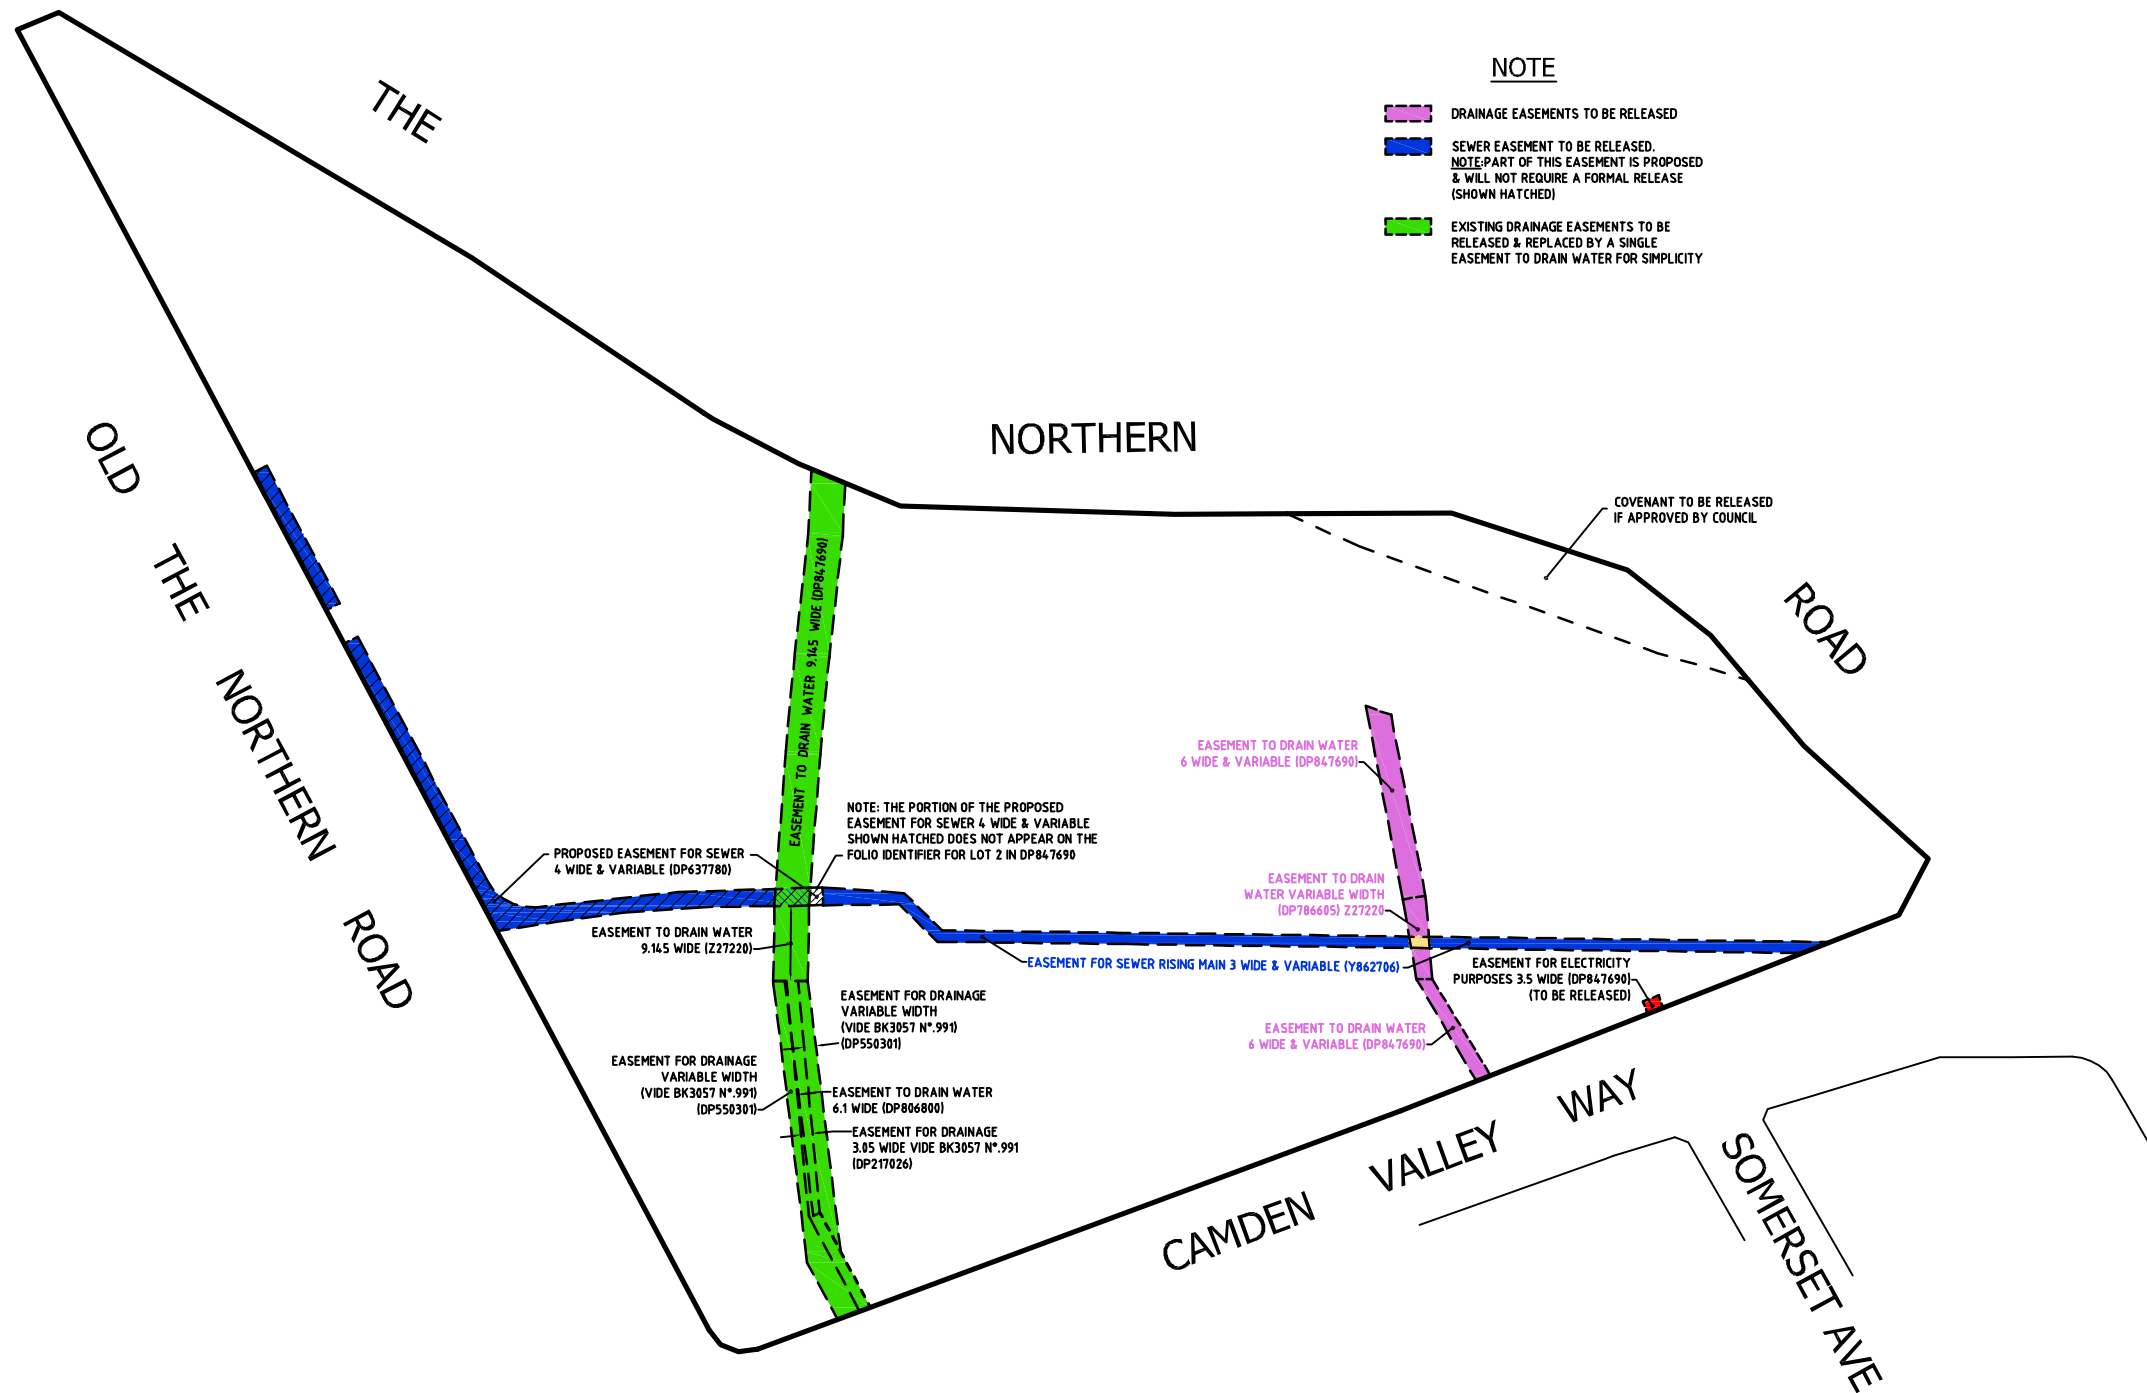 THE
NORTHERN
ROAD
OLD
THE
NORTHERN
ROAD
NOTE
DRAINAGE EASEMENTS TO BE RELEASED
SEWER EASEMENT TO BE RELEASED.
NOTE:PART OF THIS EASEMENT IS PROPOSED
& WILL NOT REQUIRE A FORMAL RELEASE
(SHOWN HATCHED)
EXISTING DRAINAGE EASEMENTS TO BE
RELEASED & REPLACED BY A SINGLE
EASEMENT TO DRAIN WATER FOR SIMPLICITY
COVENANT TO BE RELEASED
IF APPROVED BY COUNCIL
EASEMENT TO DRAIN WATER 9.145 WIDE (DP847690)
EASEMENT TO DRAIN WATER
6 WIDE & VARIABLE (DP847690)
NOTE: THE PORTION OF THE PROPOSED
EASEMENT FOR SEWER 4 WIDE & VARIABLE
SHOWN HATCHED DOES NOT APPEAR ON THE
FOLIO IDENTIFIER FOR LOT 2 IN DP847690
PROPOSED EASEMENT FOR SEWER
4 WIDE & VARIABLE (DP637780)
EASEMENT TO DRAIN
WATER VARIABLE WIDTH
(DP786605) Z27220
EASEMENT TO DRAIN WATER
9.145 WIDE (Z27220)
EASEMENT FOR SEWER RISING MAIN 3 WIDE & VARIABLE (Y862706)
EASEMENT FOR ELECTRICITY
PURPOSES 3.5 WIDE (DP847690)
(TO BE RELEASED)
EASEMENT FOR DRAINAGE
VARIABLE WIDTH
(VIDE BK3057 N°.991)
(DP550301)
EASEMENT TO DRAIN WATER
6 WIDE & VARIABLE (DP847690)
EASEMENT FOR DRAINAGE
VARIABLE WIDTH
(VIDE BK3057 N°.991)
(DP550301)
EASEMENT TO DRAIN WATER
6.1 WIDE (DP806800)
EASEMENT FOR DRAINAGE
3.05 WIDE VIDE BK3057 N°.991
(DP217026)
CAMDEN VALLEY WAY
SOMERSET AVE